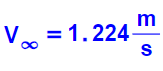 V∞ = 1.224 m/s